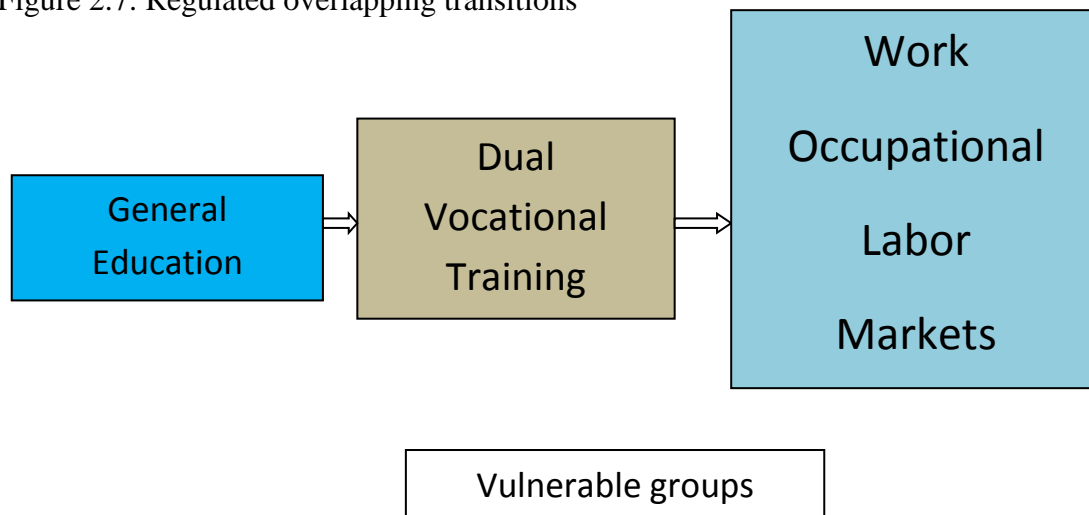 Figure 2.7: Regulated overlapping transitions
Work
Occupational
Labor
Markets
Dual
Vocational
Training
General
Education
Vulnerable groups